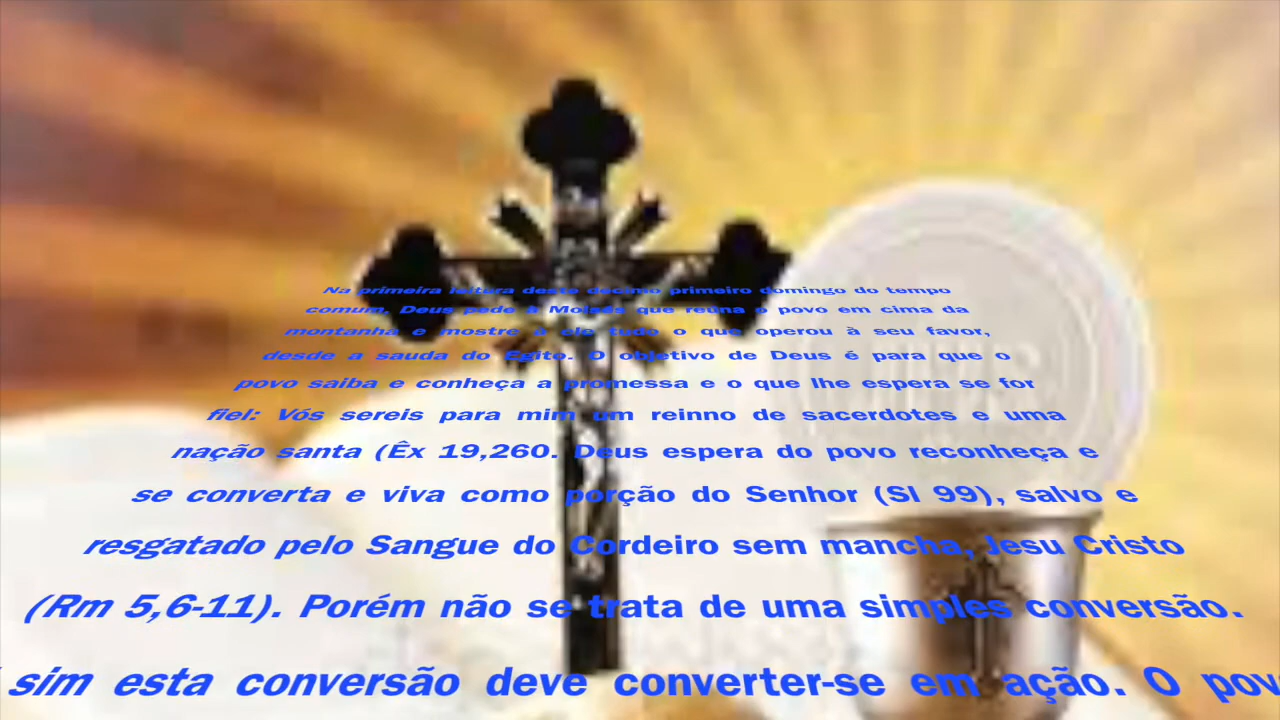 Na primeira leitura deste décimo primeiro domingo do tempo
comum. Deus pede à Moisés que reúna o povo em cima da
montanha e mostre a ela tudo o que operou à seu favor,
desde a sauda do Egito. O objetivo de Deus é para que o
povo saiba e conheça a promessa e o que lhe espera se for
fiel: Vós sereis para mim um reinno de sacerdotes e uma
nação santa (Êx 19,260. Deus espera do povo reconheça e
se converta e viva como porção do Senhor (Sl 99), salvo e
resgatado pelo Sangue do Cordeiro sem mancha, Jesu Cristo
(Rm 5,6-11). Porém não se trata de uma simples conversão.
sim esta conversão deve converter-se em ação. O pov